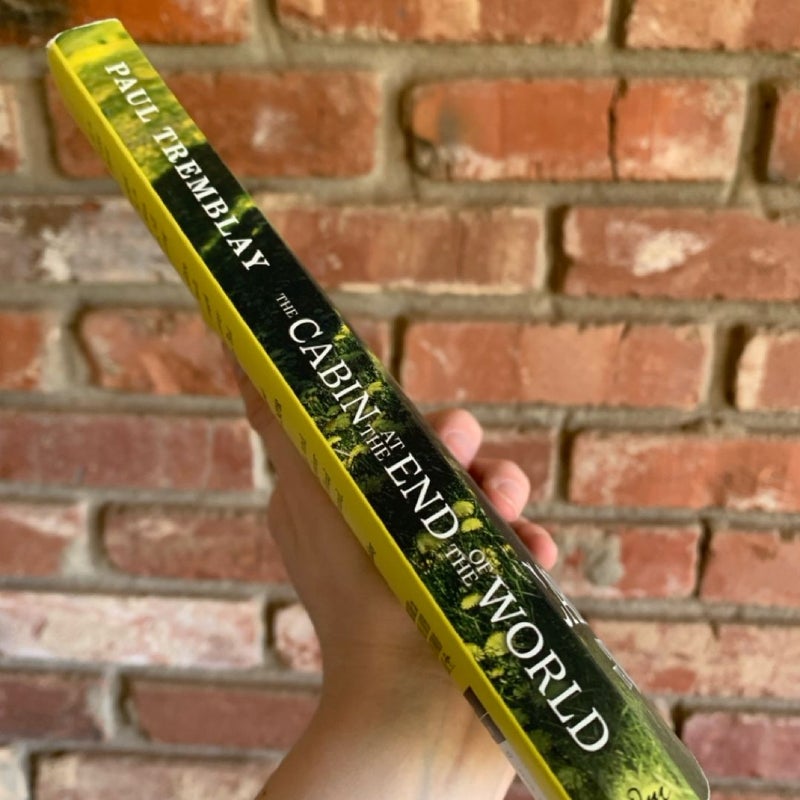 PAUL TREMBLAY
THE CABIN AT THE END OF THE WORLD